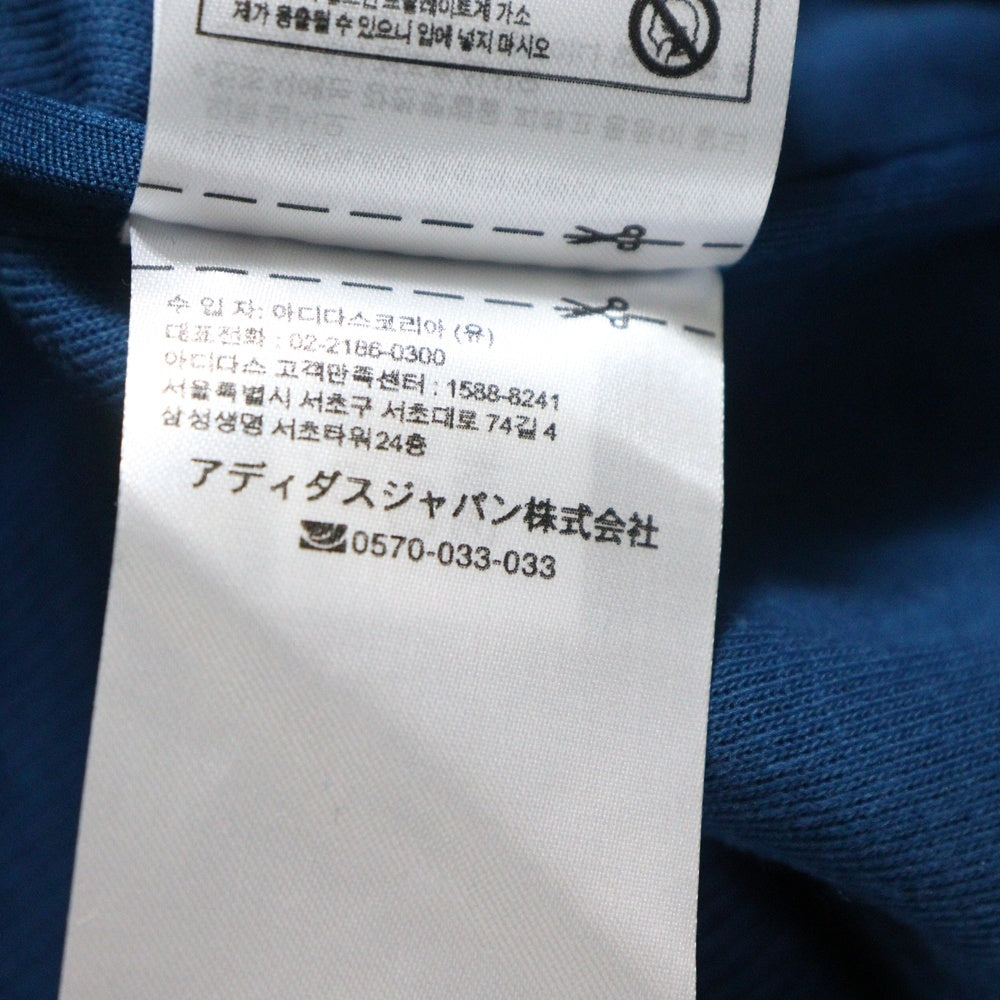 가소
제가 용출될 수 있으니 입에 넣지 마시오
수 입 자: 아디다스코리아 (유)
대표전화 : 02-2186-0300
아디다스 고객만족센터 : 1588-8241
서울특별시 서초구 서초대로 74길 4
삼성생명 서초타워24층
アディダスジャパン株式会社
0570-033-033